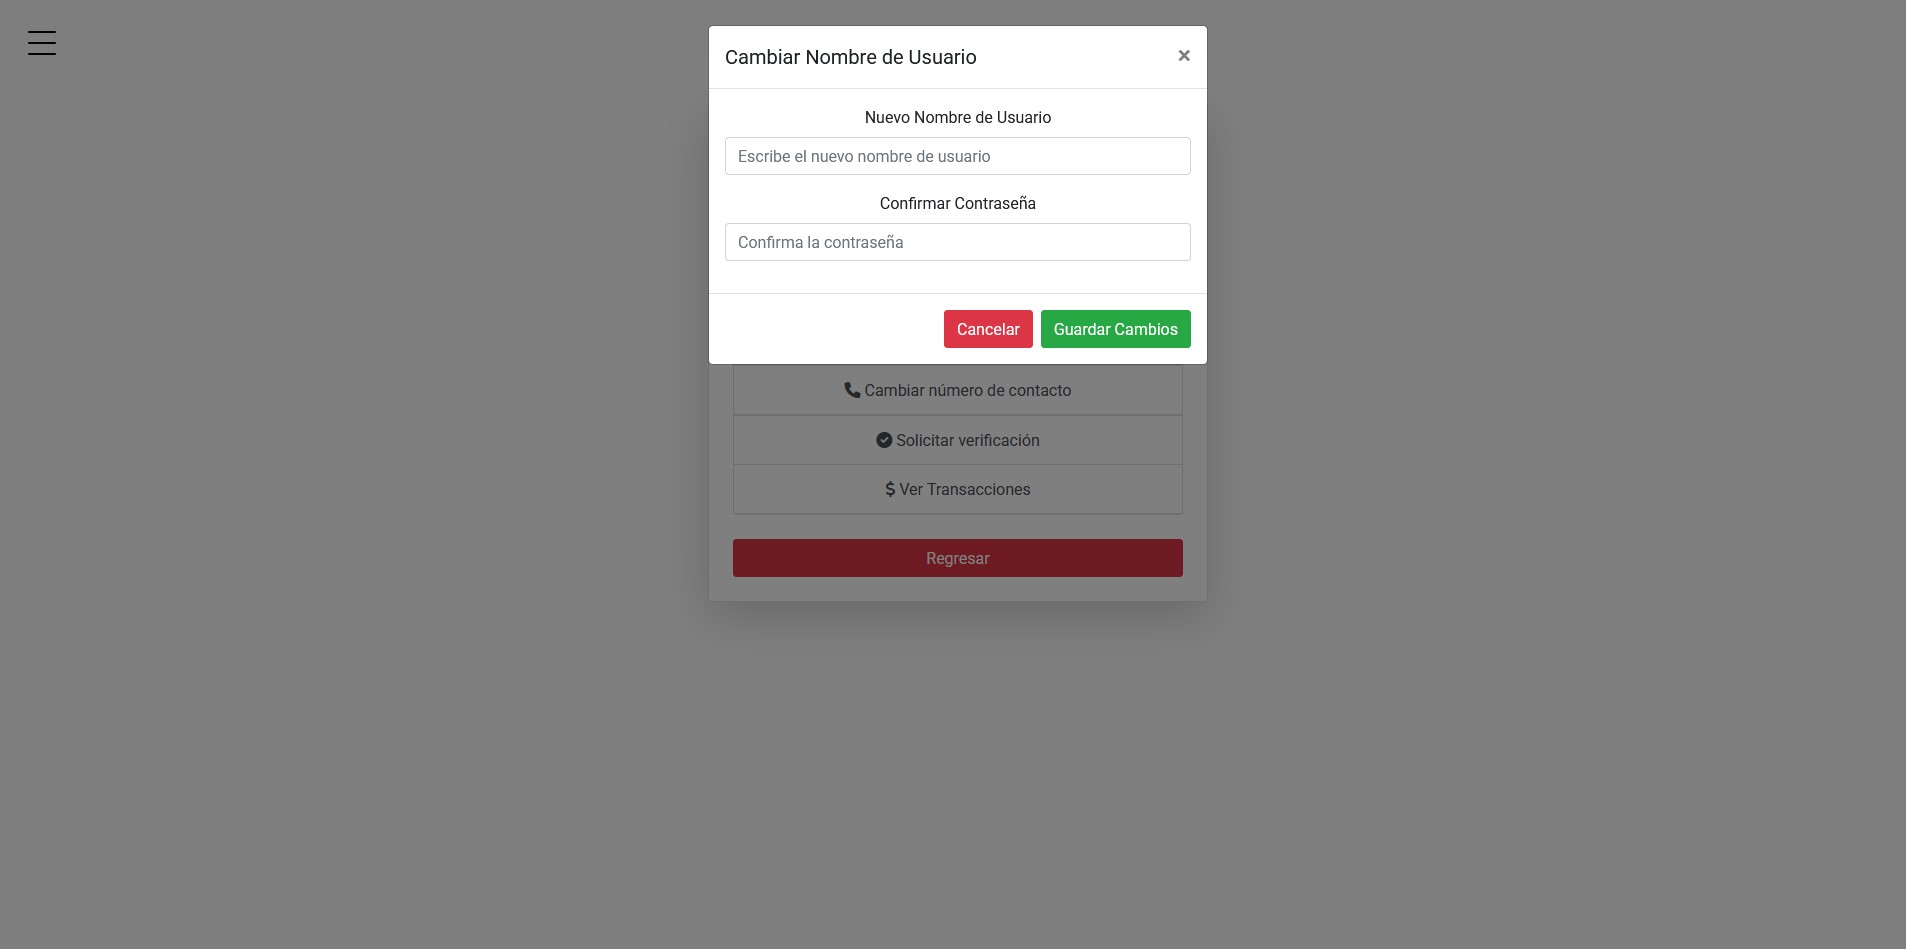 Cambiar Nombre de Usuario ×
Nuevo Nombre de Usuario
Escribe el nuevo nombre de usuario
Confirmar Contraseña
Confirma la contraseña
Cancelar Guardar Cambios
Cambiar número de contacto
Solicitar verificación
$ Ver Transacciones
Regresar